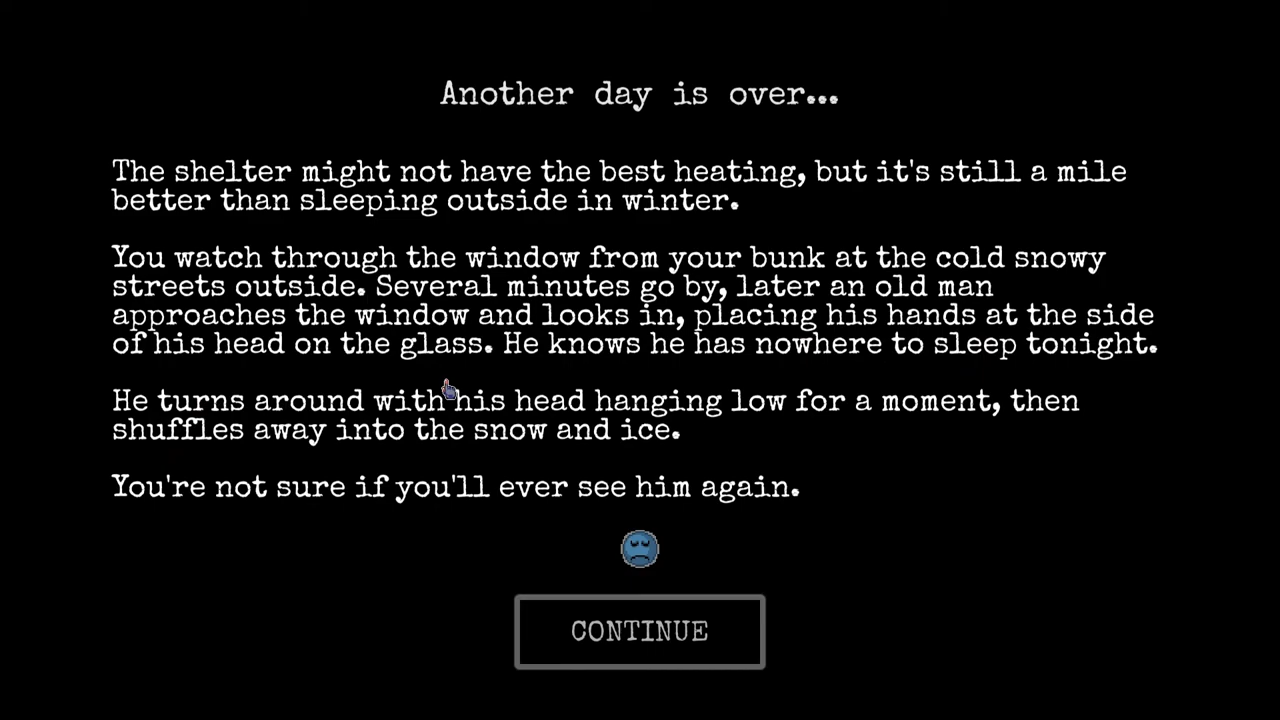 Another day is over...
The shelter might not have the best heating, but it's still a mile
better than sleeping outside in winter.
You watch through the window from your bunk at the cold snowy
streets outside. Several minutes go by, later an old man
approaches the window and looks in, placing his hands at the side
of his head on the glass. He knows he has nowhere to sleep tonight.
He turns around with his head hanging low for a moment, then
shuffles away into the snow and ice.
You're not sure if you'll ever see him again.
CONTINUE